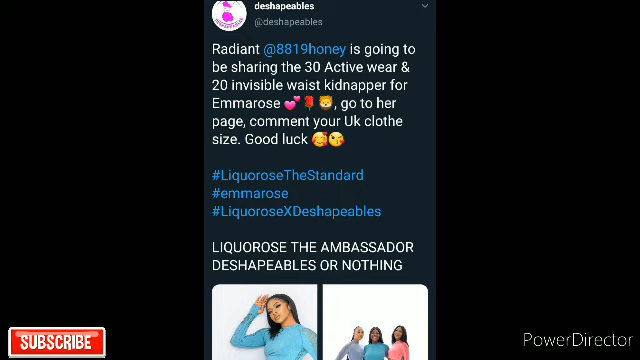 deshapeables
@deshapeables
Radiant @8819honey is going to
be sharing the 30 Active wear &
20 invisible waist kidnapper for
Emmarose 💕🌹🦁, go to her
page, comment your Uk clothe
size. Good luck 🥰😘
#LiquoroseTheStandard
#emmarose
#LiquoroseXDeshapeables
LIQUOROSE THE AMBASSADOR
DESHAPEABLES OR NOTHING
SUBSCRIBE
PowerDirector